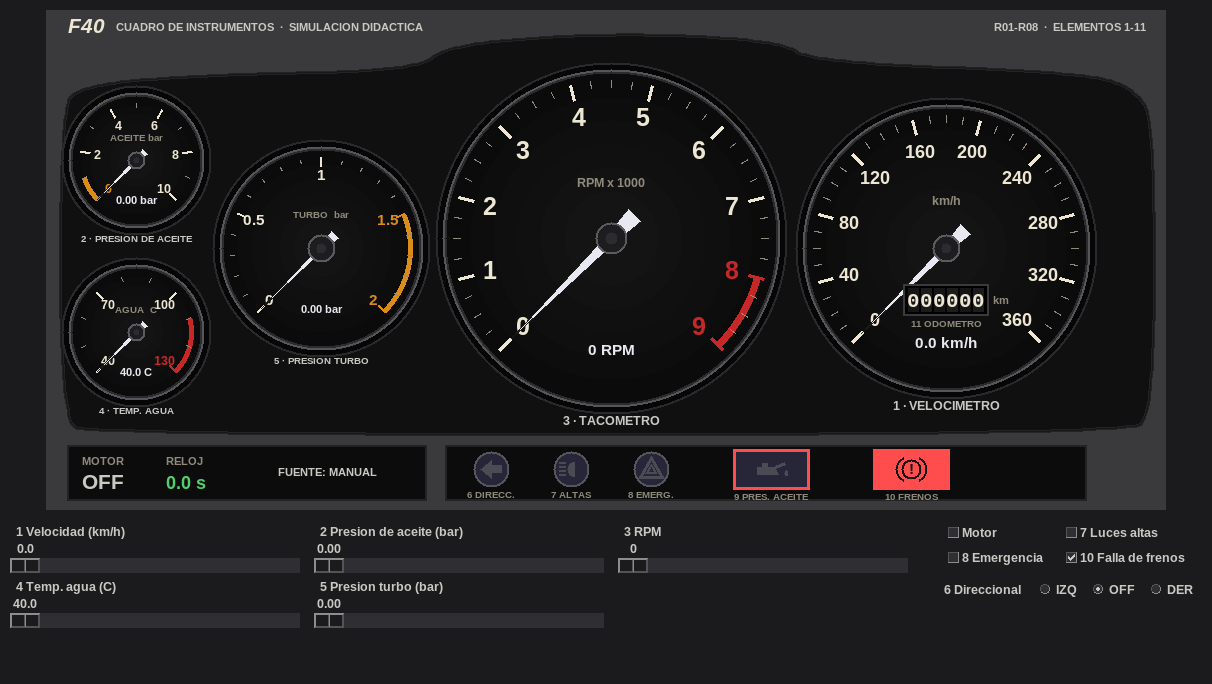 F40 CUADRO DE INSTRUMENTOS · SIMULACION DIDACTICA
R01-R08 · ELEMENTOS 1-11
0 2 4 6 8 10
ACEITE bar
0.00 bar
2 · PRESION DE ACEITE
40 70 100 130
AGUA C
40.0 C
4 · TEMP. AGUA
0 0.5 1 1.5 2
TURBO bar
0.00 bar
5 · PRESION TURBO
0 1 2 3 4 5 6 7 8 9
RPM x 1000
0 RPM
3 · TACOMETRO
0 40 80 120 160 200 240 280 320 360
km/h
000000 km
11 ODOMETRO
0.0 km/h
1 · VELOCIMETRO
MOTOR
OFF
RELOJ
0.0 s
FUENTE: MANUAL
6 DIRECC.
7 ALTAS
8 EMERG.
9 PRES. ACEITE
10 FRENOS
1 Velocidad (km/h)
0.0
2 Presion de aceite (bar)
0.00
3 RPM
0
4 Temp. agua (C)
40.0
5 Presion turbo (bar)
0.00
Motor
7 Luces altas
8 Emergencia
10 Falla de frenos
6 Direccional IZQ OFF DER